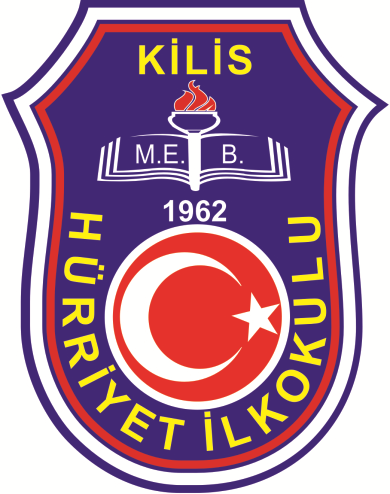 KİLİS
M.E. B.
1962
HÜRRİYET İLKOKULU